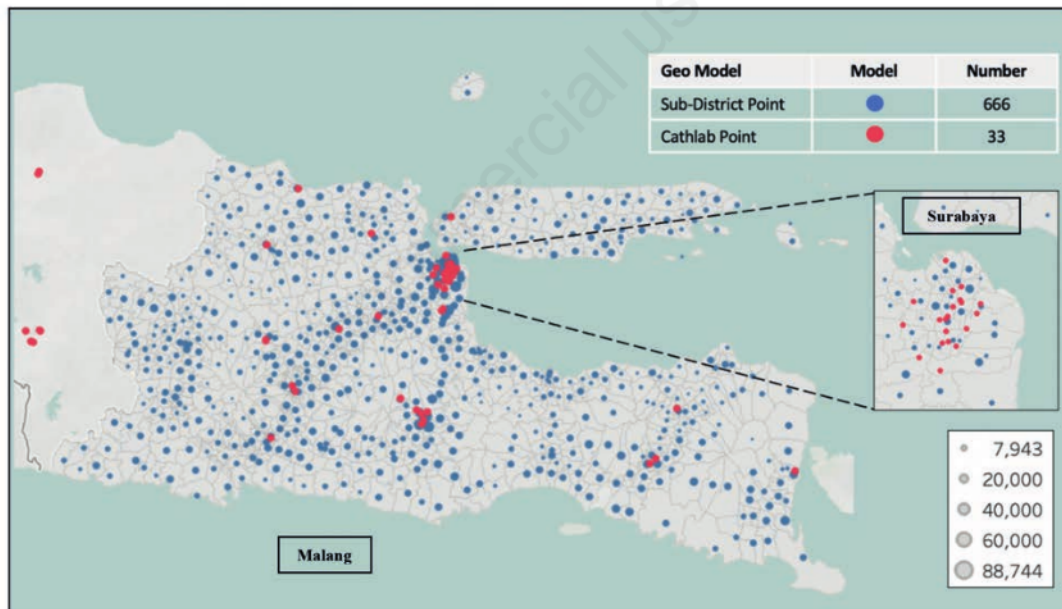 Geo Model Model Number
Sub-District Point 666
Cathlab Point 33
Surabaya
7,943
20,000
40,000
60,000
88,744
Malang